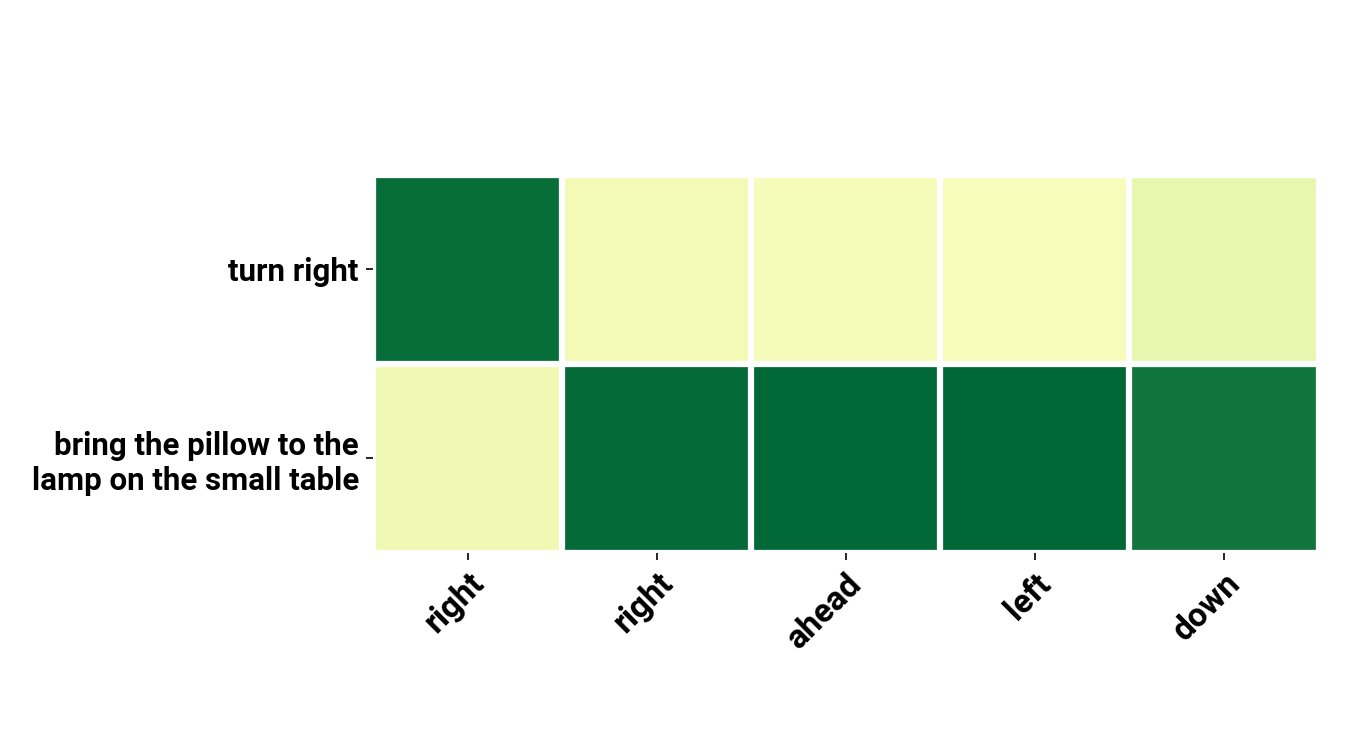 turn right
bring the pillow to the
lamp on the small table
right
right
ahead
left
down